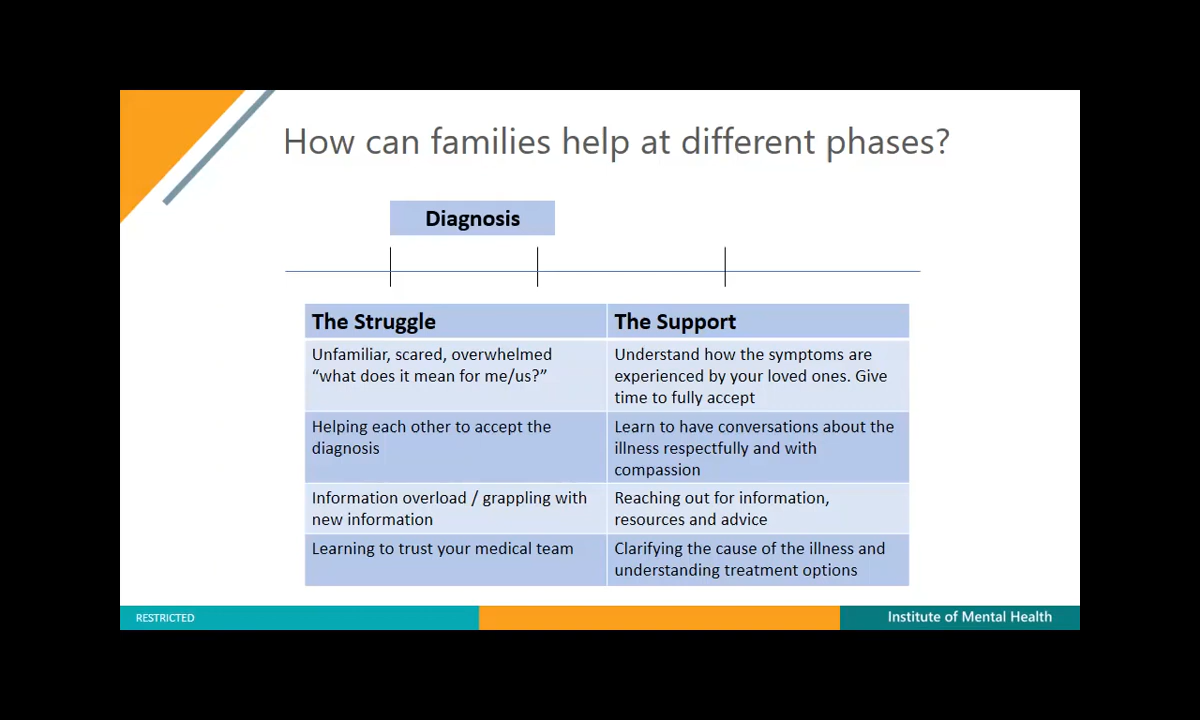 How can families help at different phases?
Diagnosis
The Struggle
The Support
Unfamiliar, scared, overwhelmed
“what does it mean for me/us?”
Understand how the symptoms are
experienced by your loved ones. Give
time to fully accept
Helping each other to accept the
diagnosis
Learn to have conversations about the
illness respectfully and with
compassion
Information overload / grappling with
new information
Reaching out for information,
resources and advice
Learning to trust your medical team
Clarifying the cause of the illness and
understanding treatment options
RESTRICTED
Institute of Mental Health